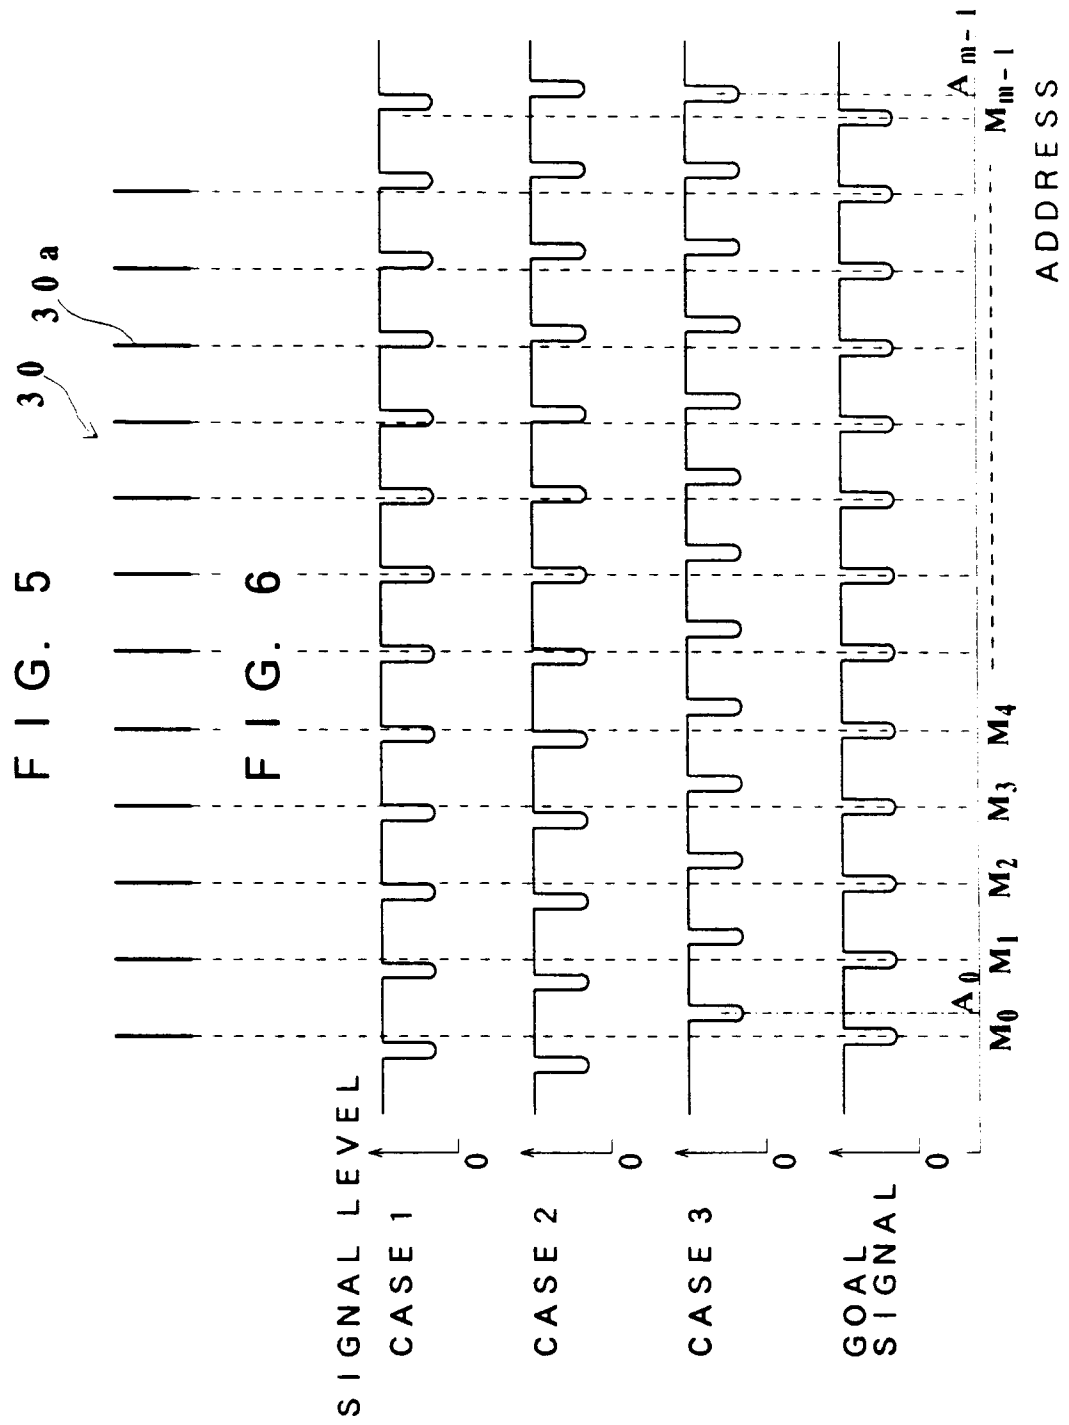 FIG. 5
30
30a
FIG. 6
SIGNAL LEVEL
CASE 1
0
CASE 2
0
CASE 3
0
GOAL
SIGNAL
0
A0
Am-1
M0 M1 M2 M3 M4 Mm-1
ADDRESS